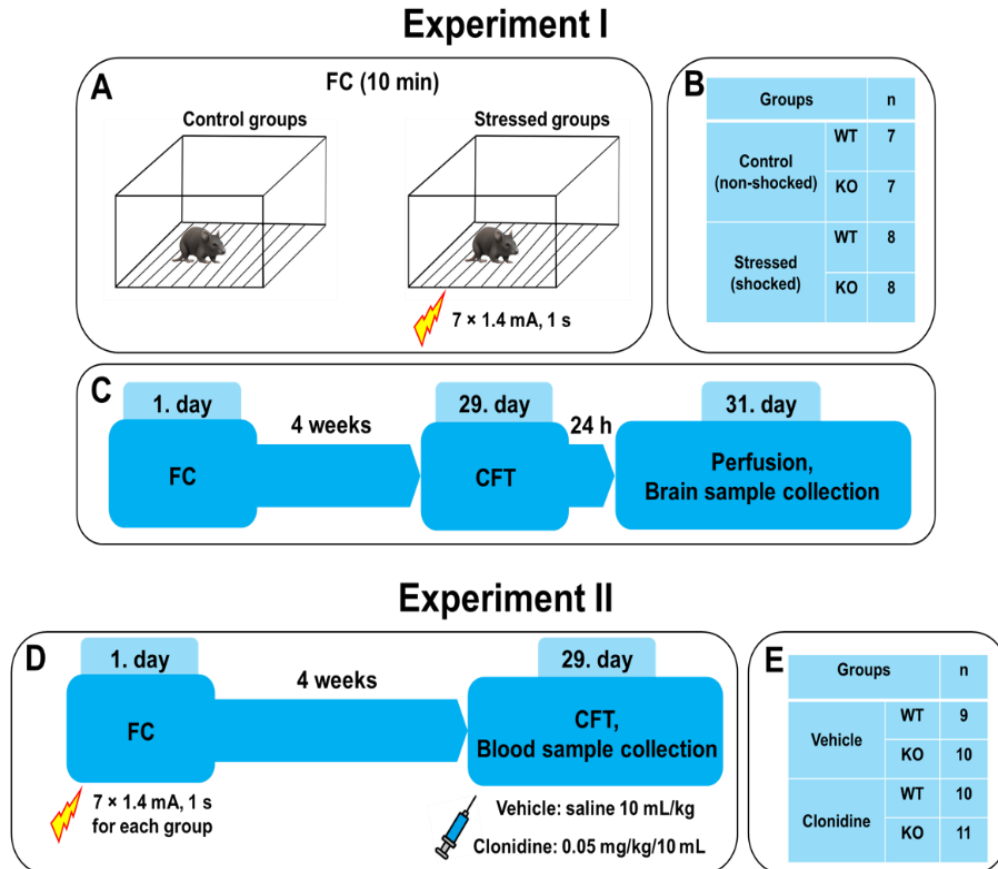 Experiment I
A
FC (10 min)
Control groups
Stressed groups
7 × 1.4 mA, 1 s
B
Groups n
Control
(non-shocked)
WT 7
KO 7
Stressed
(shocked)
WT 8
KO 8
C
1. day
FC
4 weeks
29. day
CFT
24 h
31. day
Perfusion,
Brain sample collection
Experiment II
D
1. day
FC
7 × 1.4 mA, 1 s
for each group
4 weeks
29. day
CFT,
Blood sample collection
Vehicle: saline 10 mL/kg
Clonidine: 0.05 mg/kg/10 mL
E
Groups n
Vehicle
WT 9
KO 10
Clonidine
WT 10
KO 11